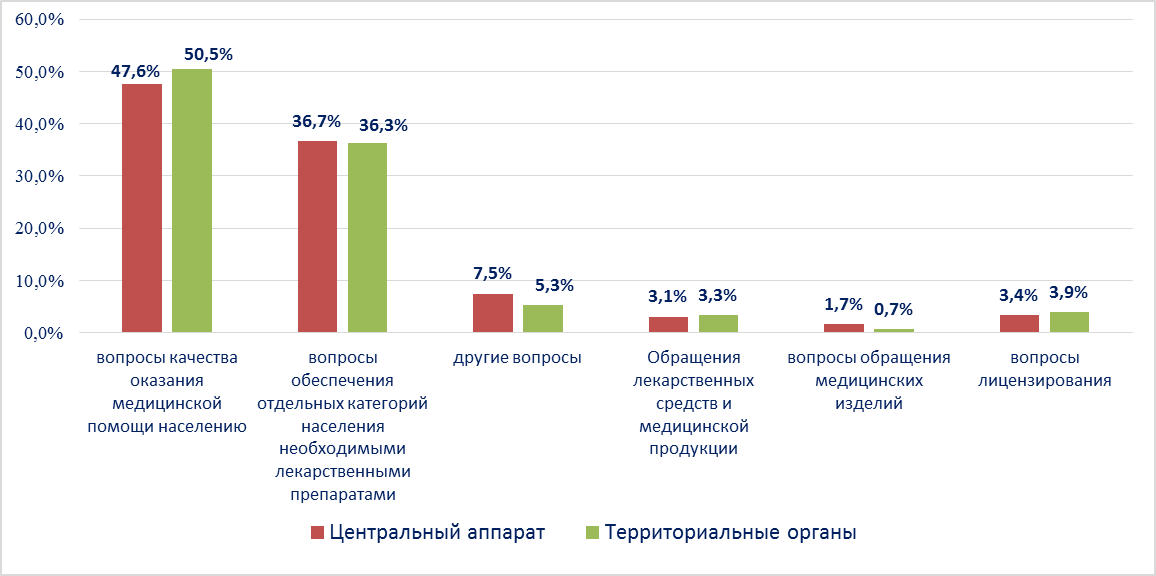 60,0%
50,0%
40,0%
30,0%
20,0%
10,0%
0,0%
47,6%
50,5%
36,7%
36,3%
7,5%
5,3%
3,1%
3,3%
1,7%
0,7%
3,4%
3,9%
вопросы качества
оказания
медицинской
помощи населению
вопросы
обеспечения
отдельных категорий
населения
необходимыми
лекарственными
препаратами
другие вопросы
Обращения
лекарственных
средств и
медицинской
продукции
вопросы обращения
медицинских
изделий
вопросы
лицензирования
Центральный аппарат
Территориальные органы